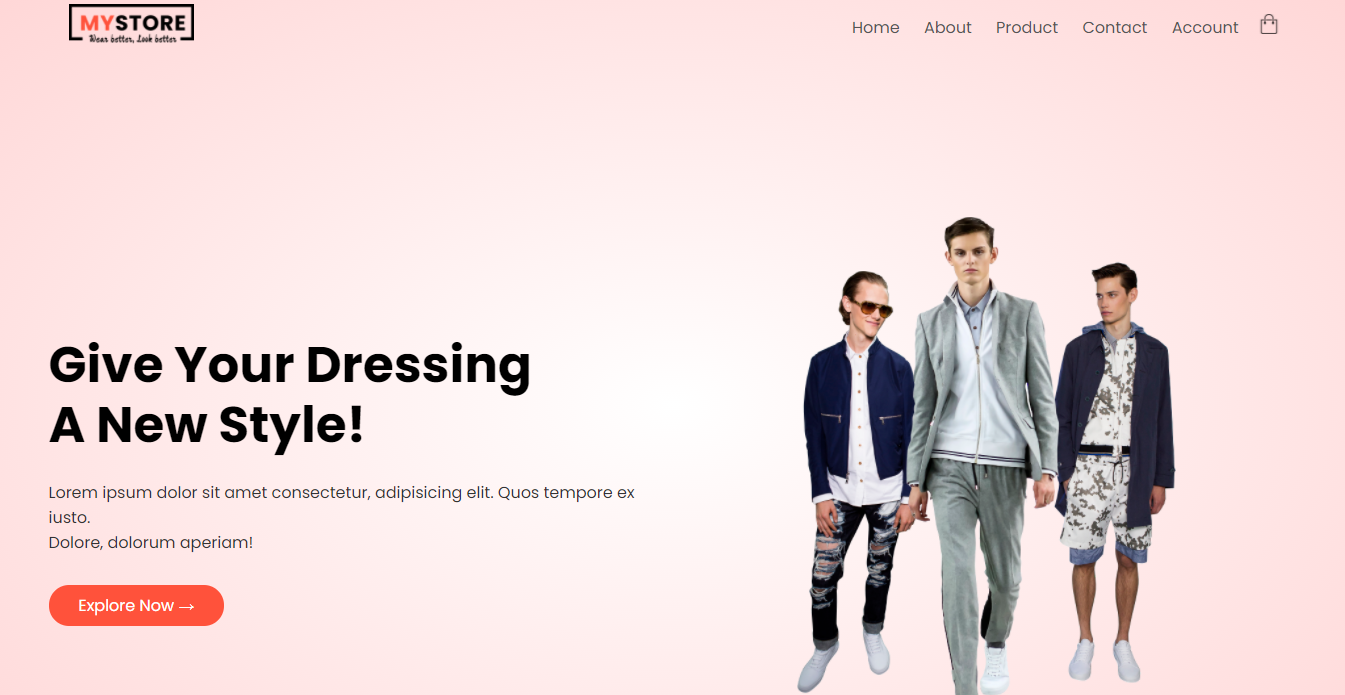 MYSTORE
Wear better, Look better
Home About Product Contact Account
Give Your Dressing
A New Style!
Lorem ipsum dolor sit amet consectetur, adipisicing elit. Quos tempore ex
iusto.
Dolore, dolorum aperiam!
Explore Now →